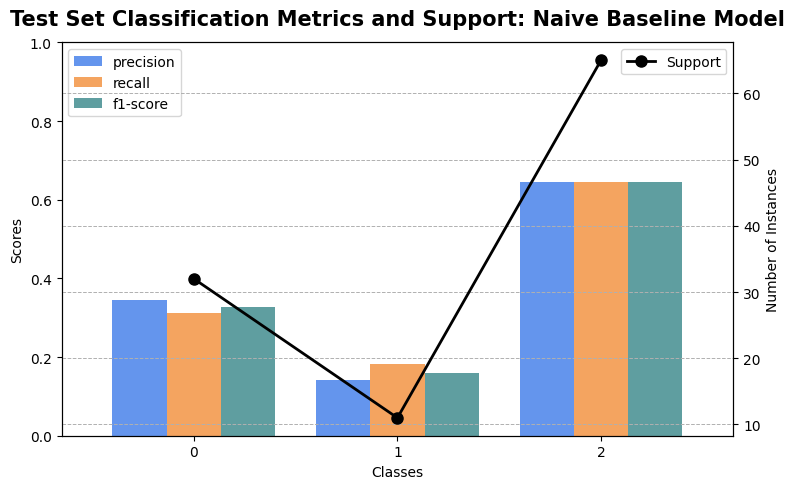 Test Set Classification Metrics and Support: Naive Baseline Model
precision
recall
f1-score
Support
1.0
0.8
0.6
0.4
0.2
0.0
Scores
60
50
40
30
20
10
Number of Instances
0 1 2
Classes